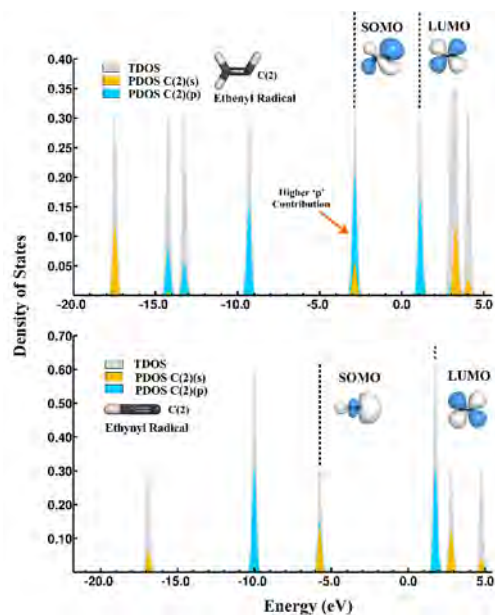 SOMO LUMO
0.40
TDOS
PDOS C(2)(s)
PDOS C(2)(p)
C(2)
Ethenyl Radical
0.35
0.30
0.25
0.20
0.15
0.10
0.05
Higher 'p'
Contribution
-20.0 -15.0 -10.0 -5.0 0.0 5.0
Density of States
0.70
TDOS
PDOS C(2)(s)
PDOS C(2)(p)
C(2)
Ethynyl Radical
SOMO LUMO
0.60
0.50
0.40
0.30
0.20
0.10
-20.0 -15.0 -10.0 -5.0 0.0 5.0
Energy (eV)